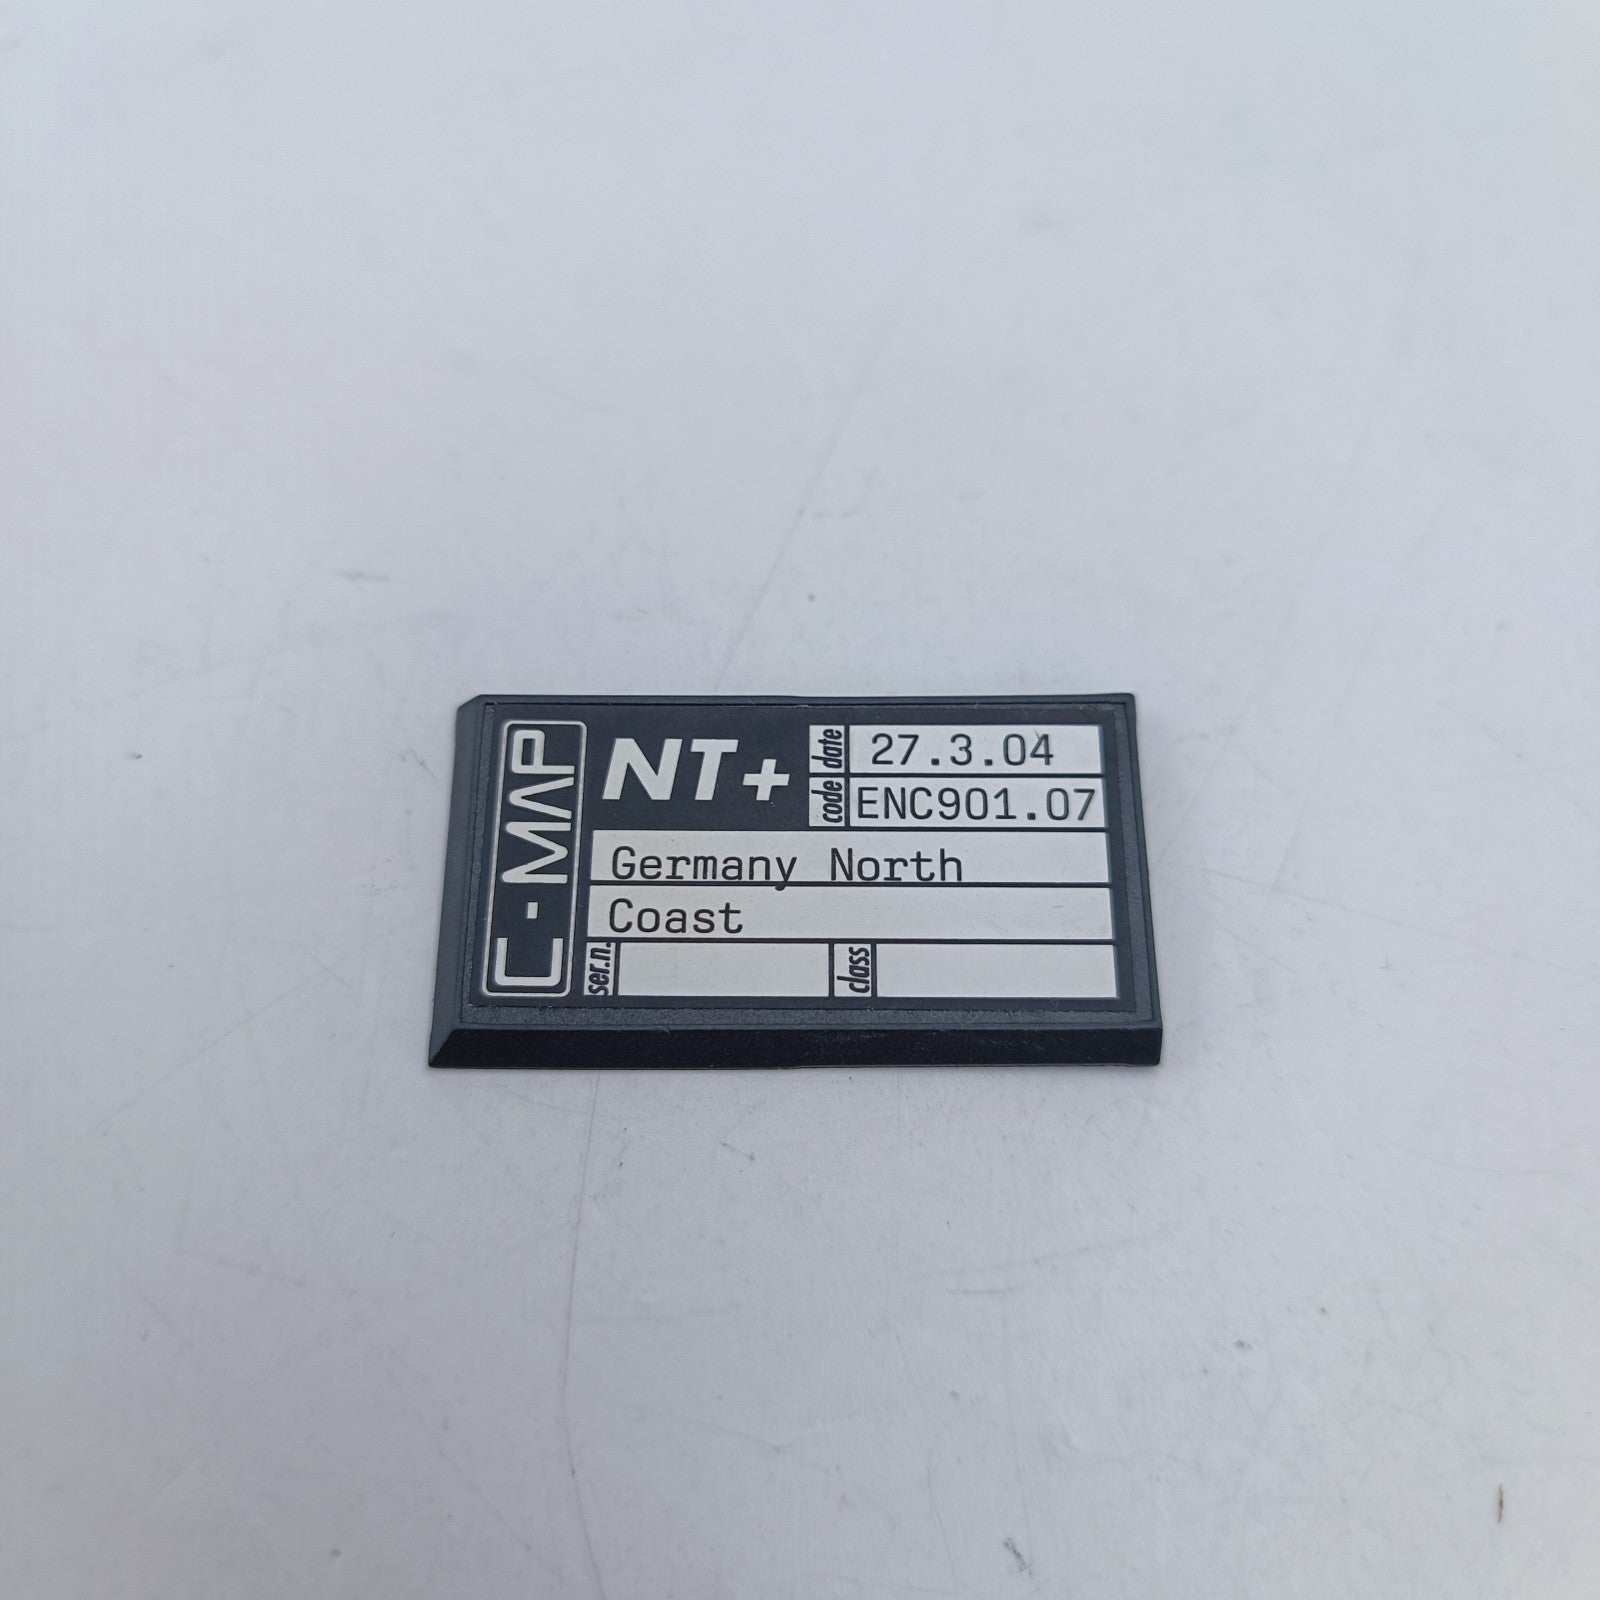 C-MAP
NT+
date 27.3.04
code ENC901.07
Germany North
Coast
ser.n.
class